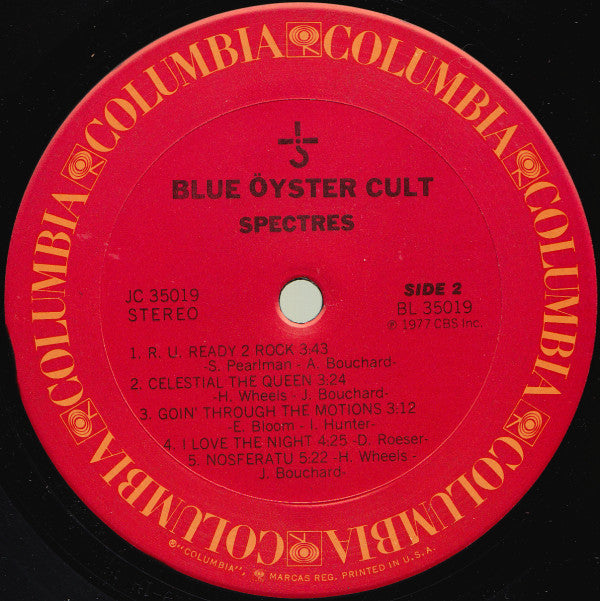 COLUMBIA COLUMBIA COLUMBIA COLUMBIA COLUMBIA COLUMBIA
BLUE ÖYSTER CULT
SPECTRES
JC 35019
STEREO
SIDE 2
BL 35019
℗ 1977 CBS Inc.
1. R. U. READY 2 ROCK 3:43
-S. Pearlman - A. Bouchard-
2. CELESTIAL THE QUEEN 3:24
-H. Wheels - J. Bouchard-
3. GOIN' THROUGH THE MOTIONS 3:12
-E. Bloom - I. Hunter-
4. I LOVE THE NIGHT 4:25 -D. Roeser-
5. NOSFERATU 5:22 -H. Wheels -
J. Bouchard-
®"COLUMBIA", MARCAS REG. PRINTED IN U.S.A.